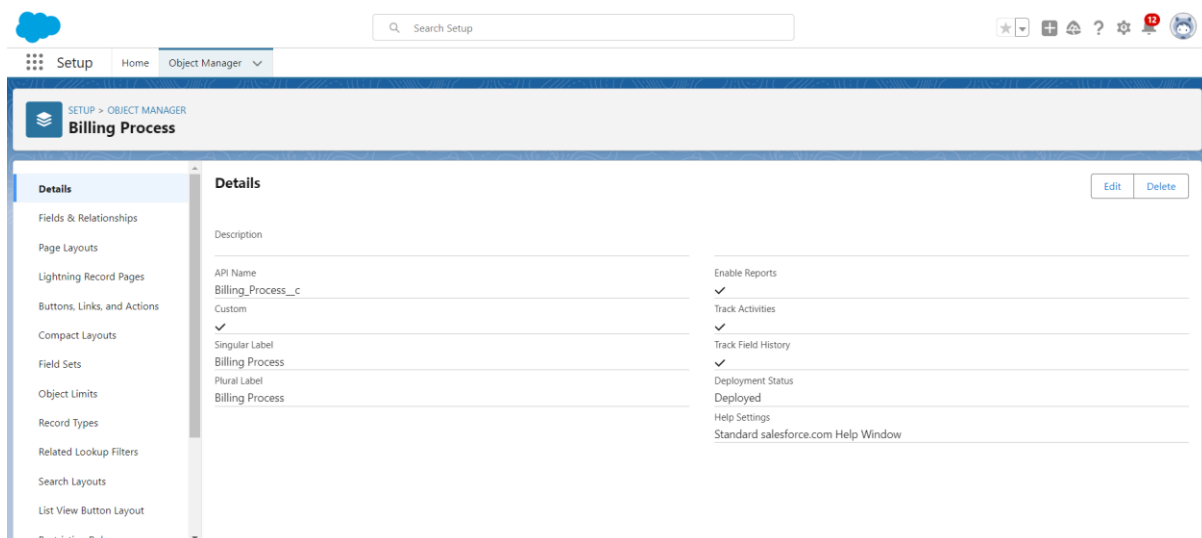 Search Setup
12
Setup
Home
Object Manager
SETUP > OBJECT MANAGER
Billing Process
Details
Fields & Relationships
Page Layouts
Lightning Record Pages
Buttons, Links, and Actions
Compact Layouts
Field Sets
Object Limits
Record Types
Related Lookup Filters
Search Layouts
List View Button Layout
Details
Edit
Delete
Description
API Name
Billing_Process__c
Custom
Singular Label
Billing Process
Plural Label
Billing Process
Enable Reports
Track Activities
Track Field History
Deployment Status
Deployed
Help Settings
Standard salesforce.com Help Window